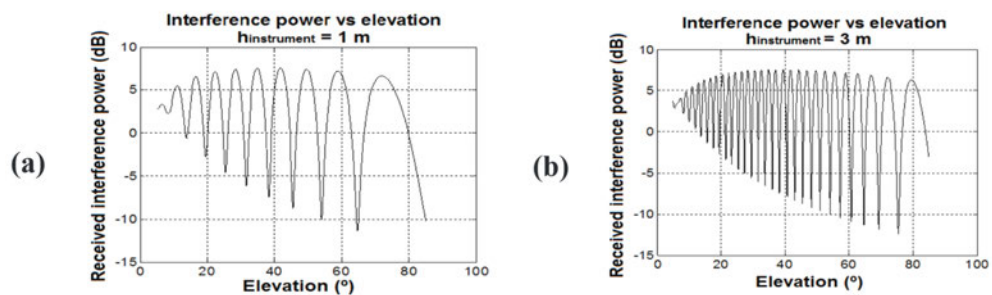 (a)
Interference power vs elevation
hinstrument = 1 m
Received interference power (dB)
10
5
0
-5
-10
-15
0 20 40 60 80 100
Elevation (º)
(b)
Interference power vs elevation
hinstrument = 3 m
Received interference power (dB)
10
5
0
-5
-10
-15
0 20 40 60 80 100
Elevation (º)